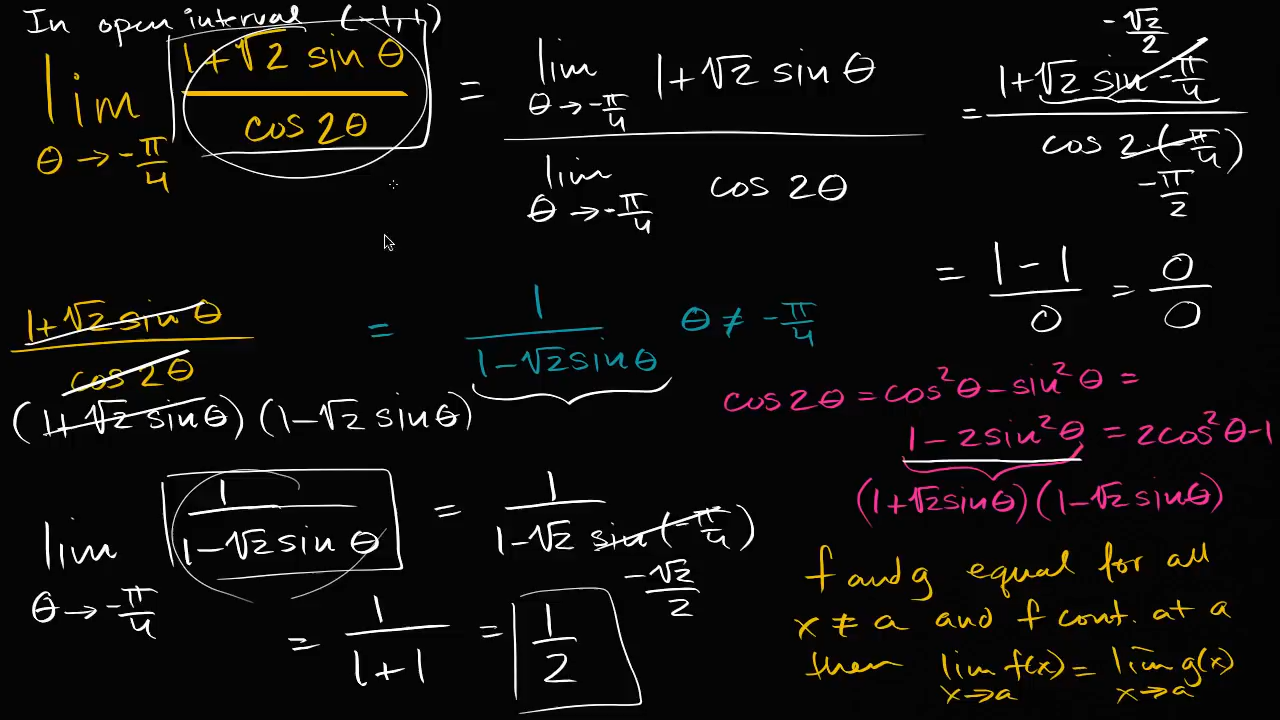 In open interval (-1, 1)
lim θ→-π/4 (1+√2 sin θ)/(cos 2θ) = (lim θ→-π/4 1+√2 sin θ)/(lim θ→-π/4 cos 2θ) = (1+√2 sin -π/4)/(cos 2·(-π/4))
-√2/2
-π/2
= (1-1)/0 = 0/0
(1+√2 sin θ)/(cos 2θ) = 1/(1-√2 sin θ) θ ≠ -π/4
(1+√2 sin θ)(1-√2 sin θ)
cos 2θ = cos²θ - sin²θ =
1 - 2sin²θ = 2cos²θ-1
(1+√2sinθ)(1-√2sinθ)
lim θ→-π/4 1/(1-√2 sin θ) = 1/(1-√2 sin(-π/4))
-√2/2
= 1/(1+1) = 1/2
f and g equal for all
x ≠ a and f cont. at a
then lim x→a f(x) = lim x→a g(x)